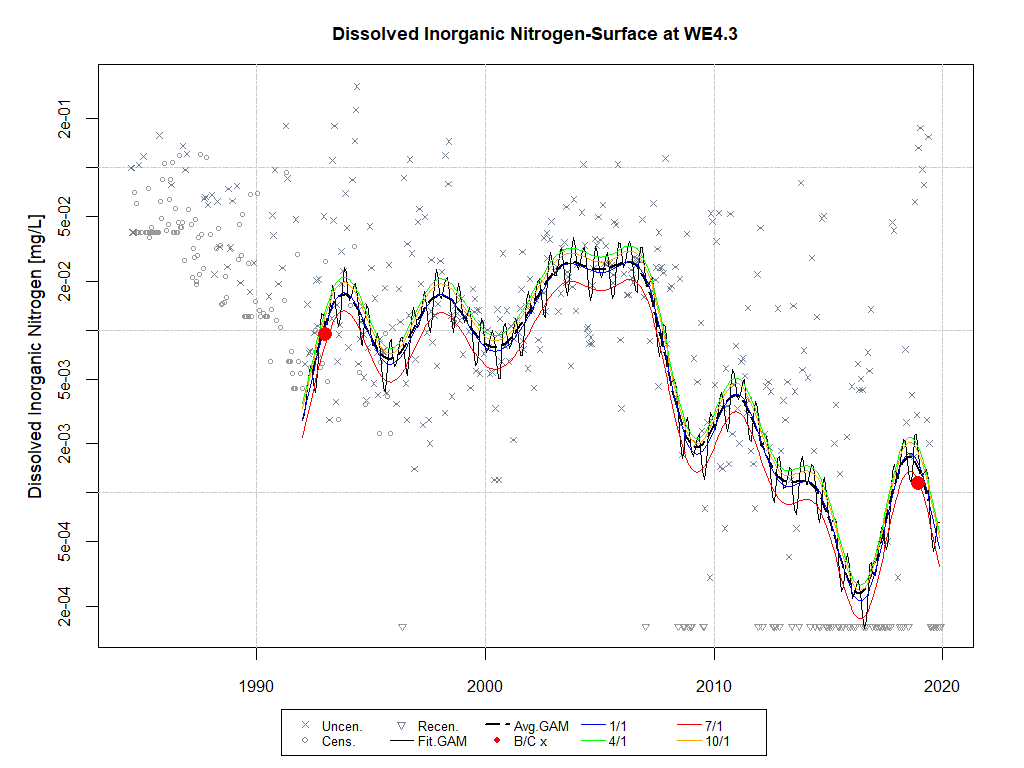 Dissolved Inorganic Nitrogen-Surface at WE4.3
Dissolved Inorganic Nitrogen [mg/L]
2e-01
5e-02
2e-02
5e-03
2e-03
5e-04
2e-04
1990 2000 2010 2020
Uncen. Recen. Avg.GAM 1/1 7/1
Cens. Fit.GAM B/C x 4/1 10/1